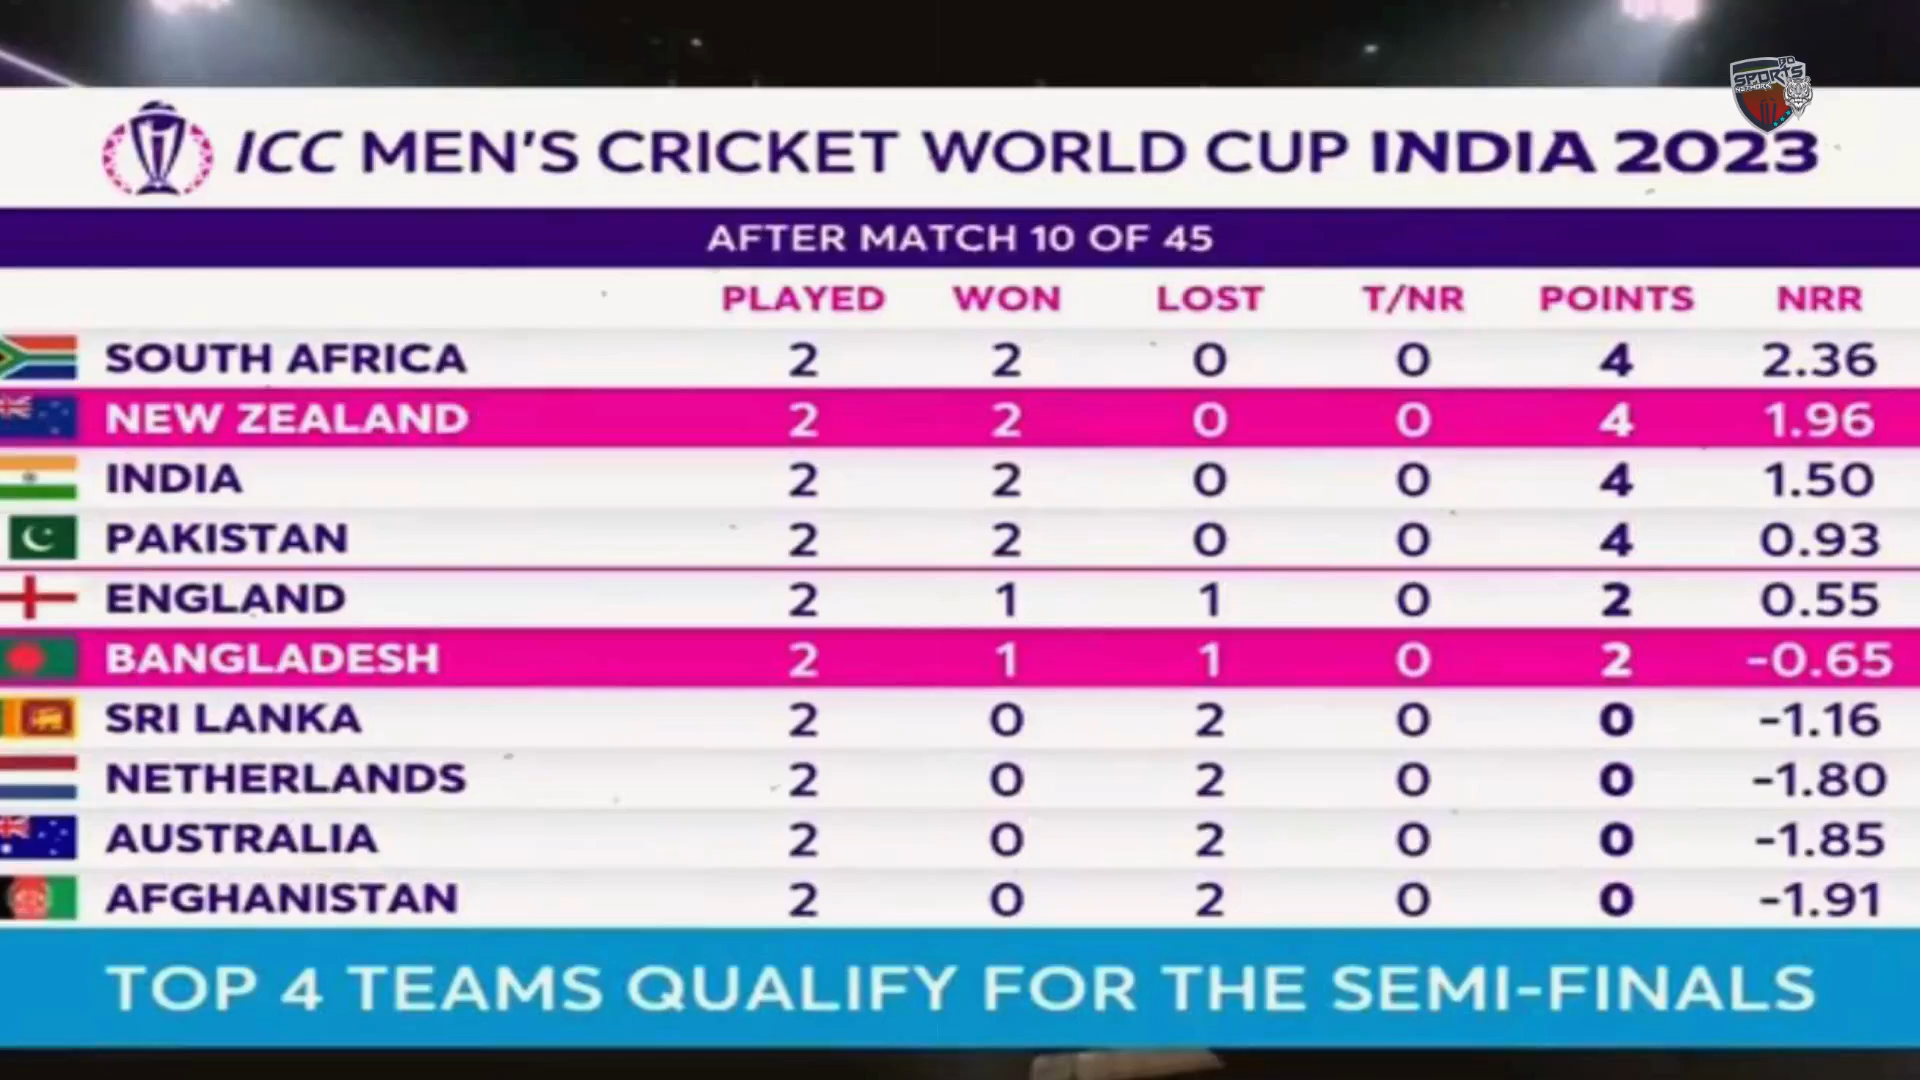 BD
SPORTS
NETWORK
ICC MEN'S CRICKET WORLD CUP INDIA 2023
AFTER MATCH 10 OF 45
PLAYED WON LOST T/NR POINTS NRR
SOUTH AFRICA 2 2 0 0 4 2.36
NEW ZEALAND 2 2 0 0 4 1.96
INDIA 2 2 0 0 4 1.50
PAKISTAN 2 2 0 0 4 0.93
ENGLAND 2 1 1 0 2 0.55
BANGLADESH 2 1 1 0 2 -0.65
SRI LANKA 2 0 2 0 0 -1.16
NETHERLANDS 2 0 2 0 0 -1.80
AUSTRALIA 2 0 2 0 0 -1.85
AFGHANISTAN 2 0 2 0 0 -1.91
TOP 4 TEAMS QUALIFY FOR THE SEMI-FINALS